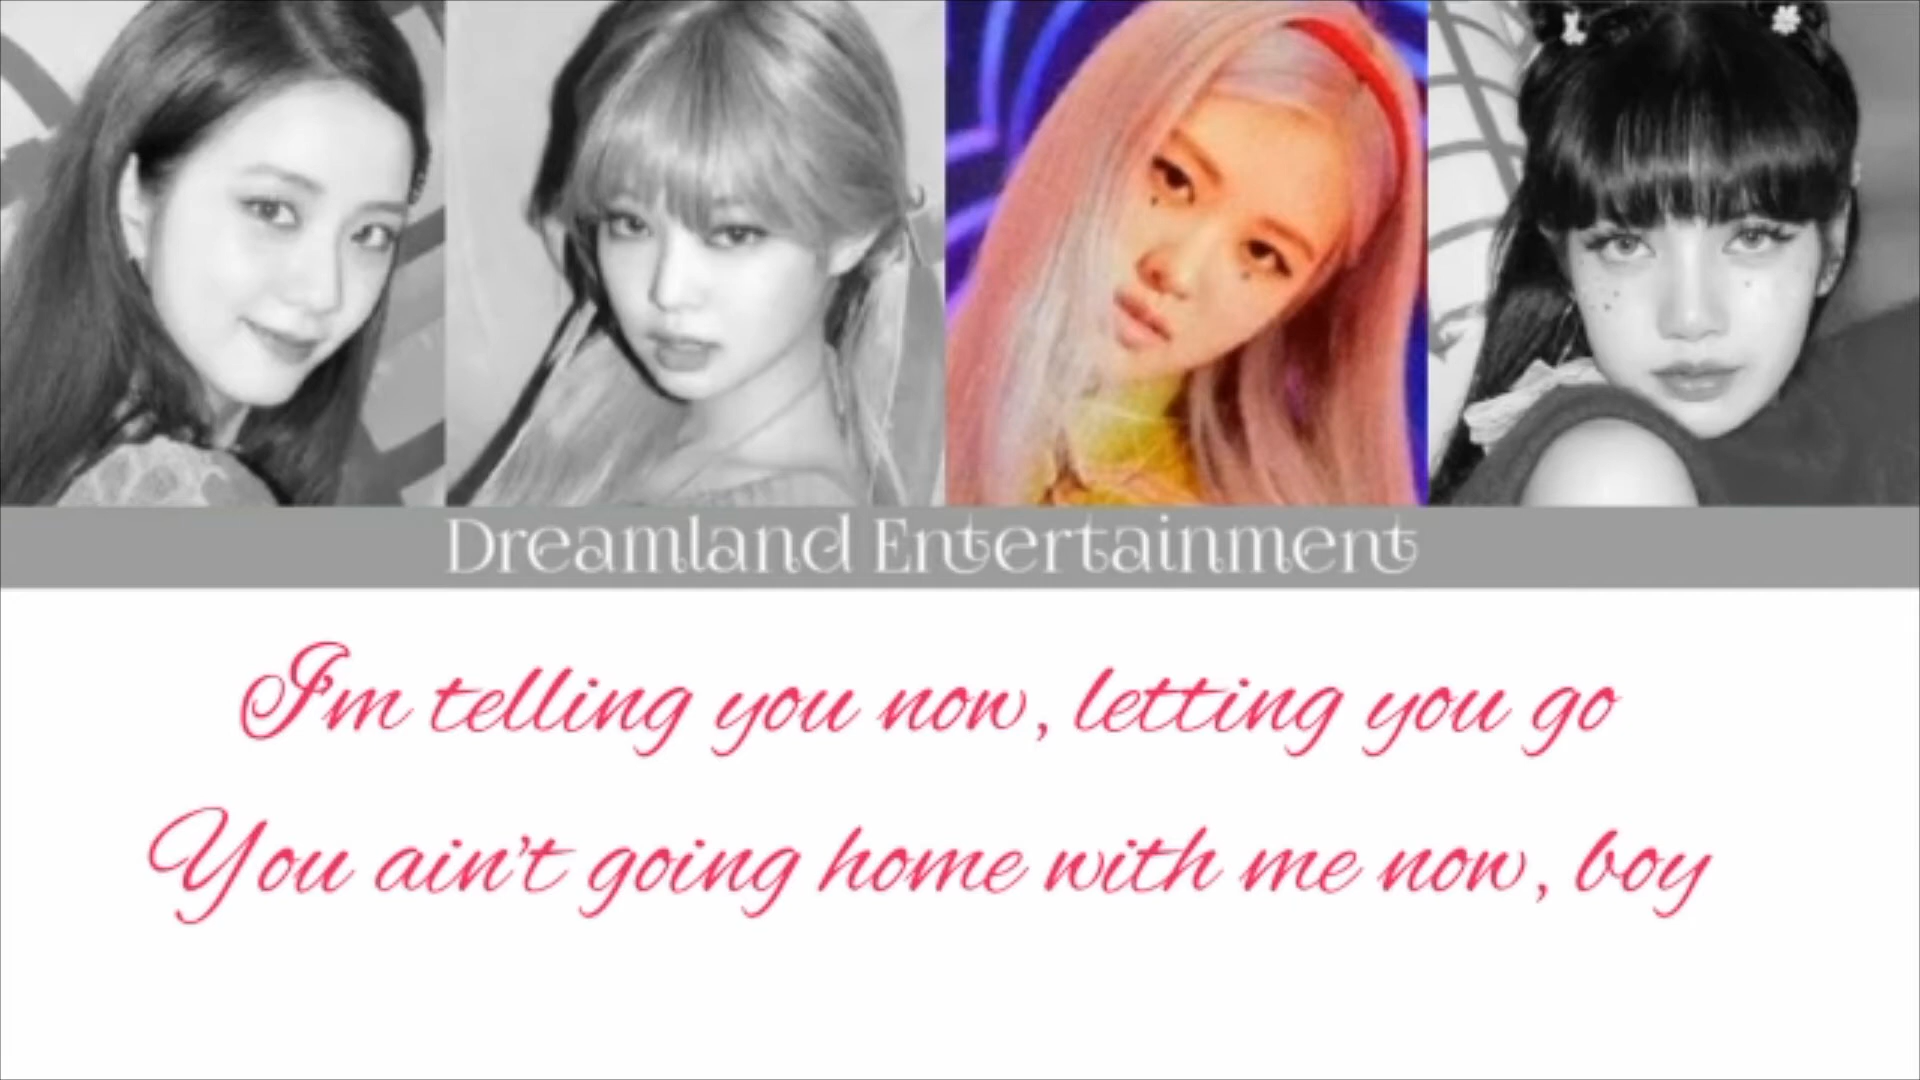 Dreamland Entertainment
I'm telling you now, letting you go
You ain't going home with me now, boy